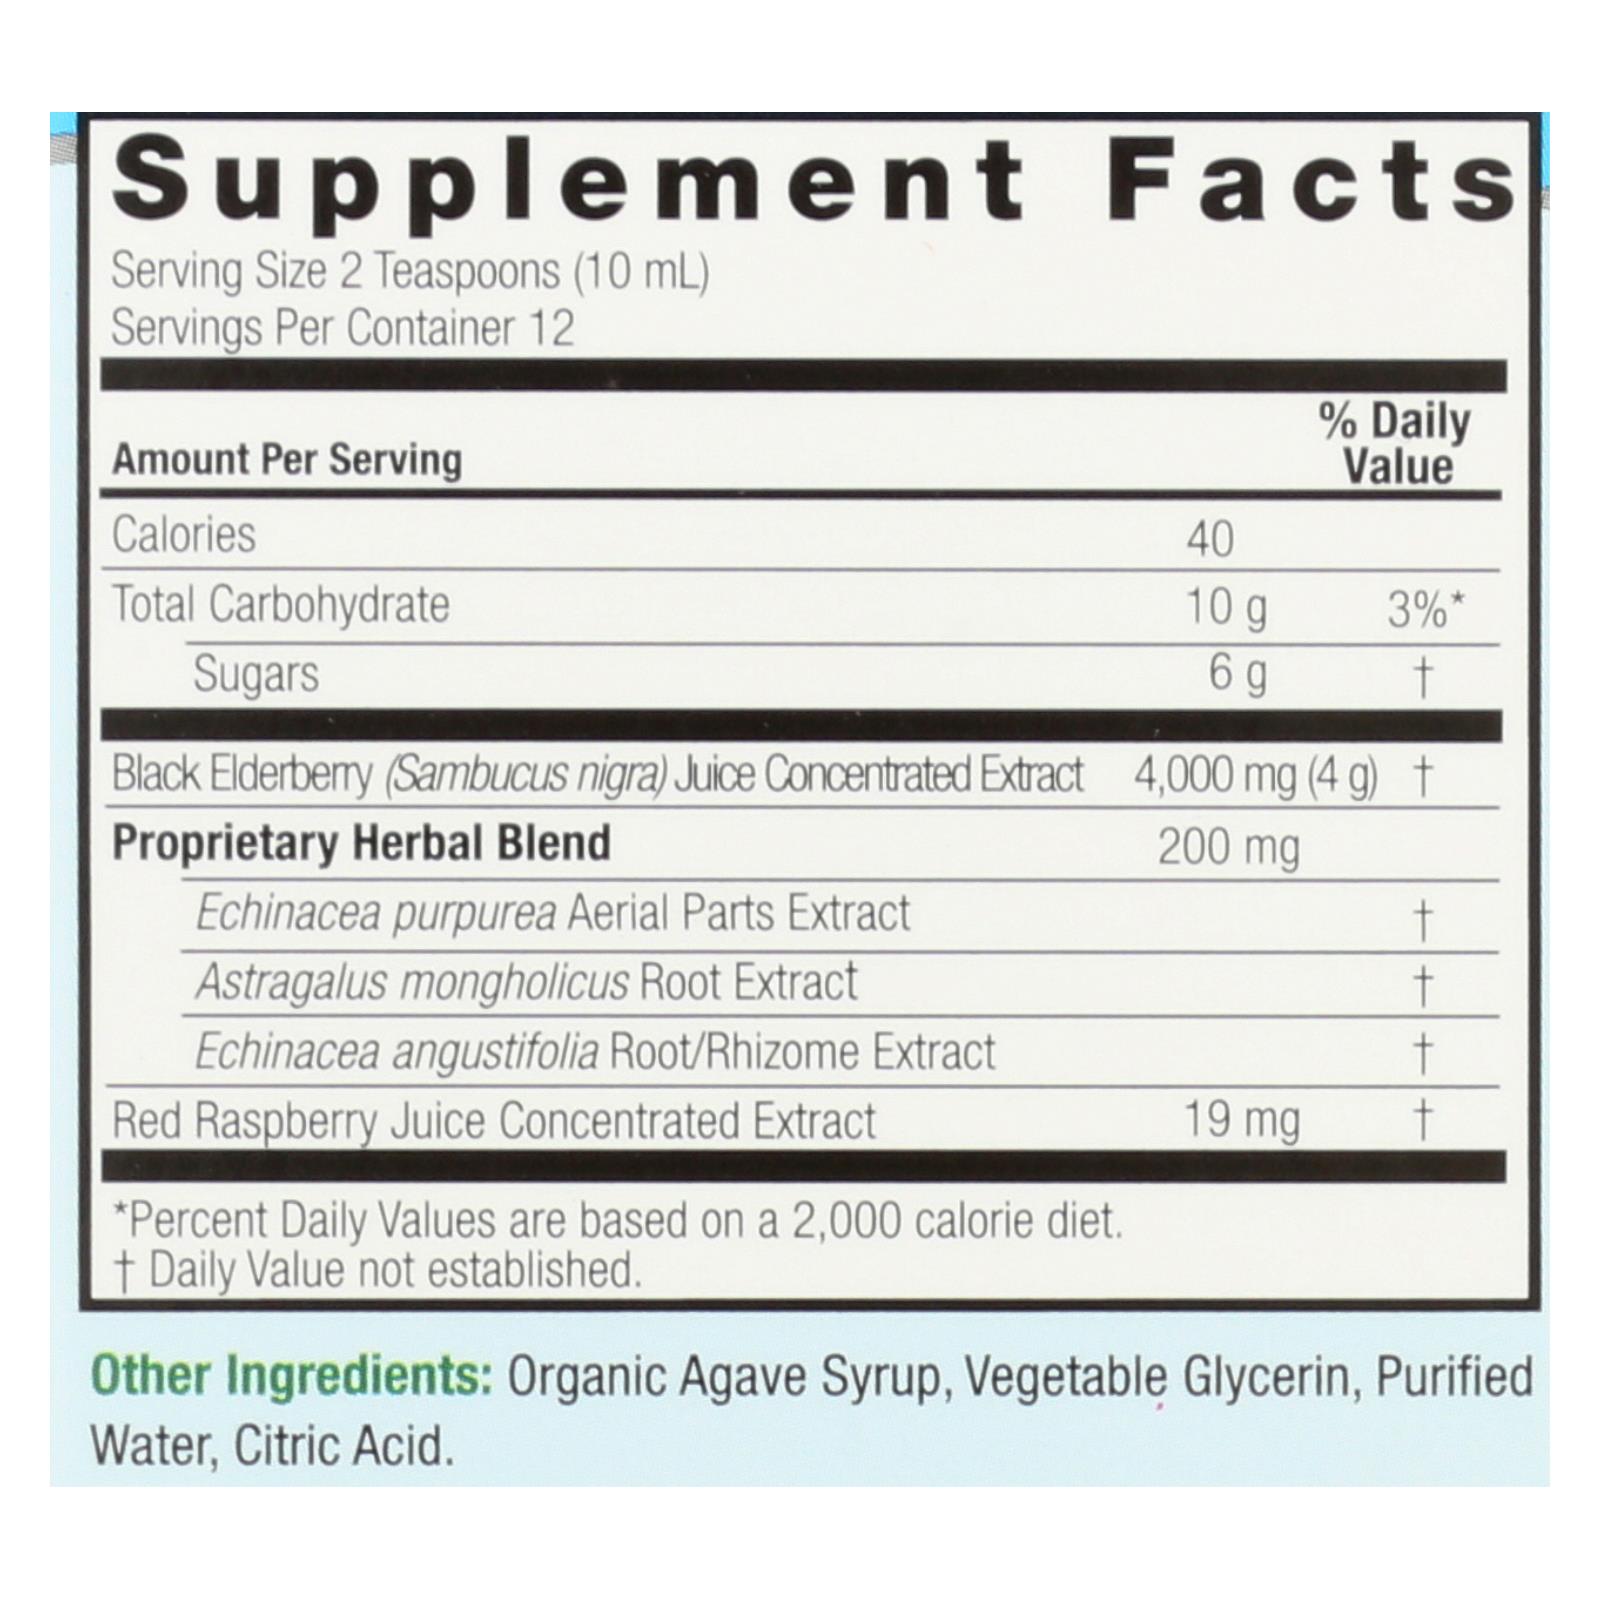 Supplement Facts
Serving Size 2 Teaspoons (10 mL)
Servings Per Container 12
% Daily
Amount Per Serving Value
Calories 40
Total Carbohydrate 10 g 3%*
Sugars 6 g †
Black Elderberry (Sambucus nigra) Juice Concentrated Extract 4,000 mg (4 g) †
Proprietary Herbal Blend 200 mg
Echinacea purpurea Aerial Parts Extract †
Astragalus mongholicus Root Extract †
Echinacea angustifolia Root/Rhizome Extract †
Red Raspberry Juice Concentrated Extract 19 mg †
*Percent Daily Values are based on a 2,000 calorie diet.
† Daily Value not established.
Other Ingredients: Organic Agave Syrup, Vegetable Glycerin, Purified
Water, Citric Acid.